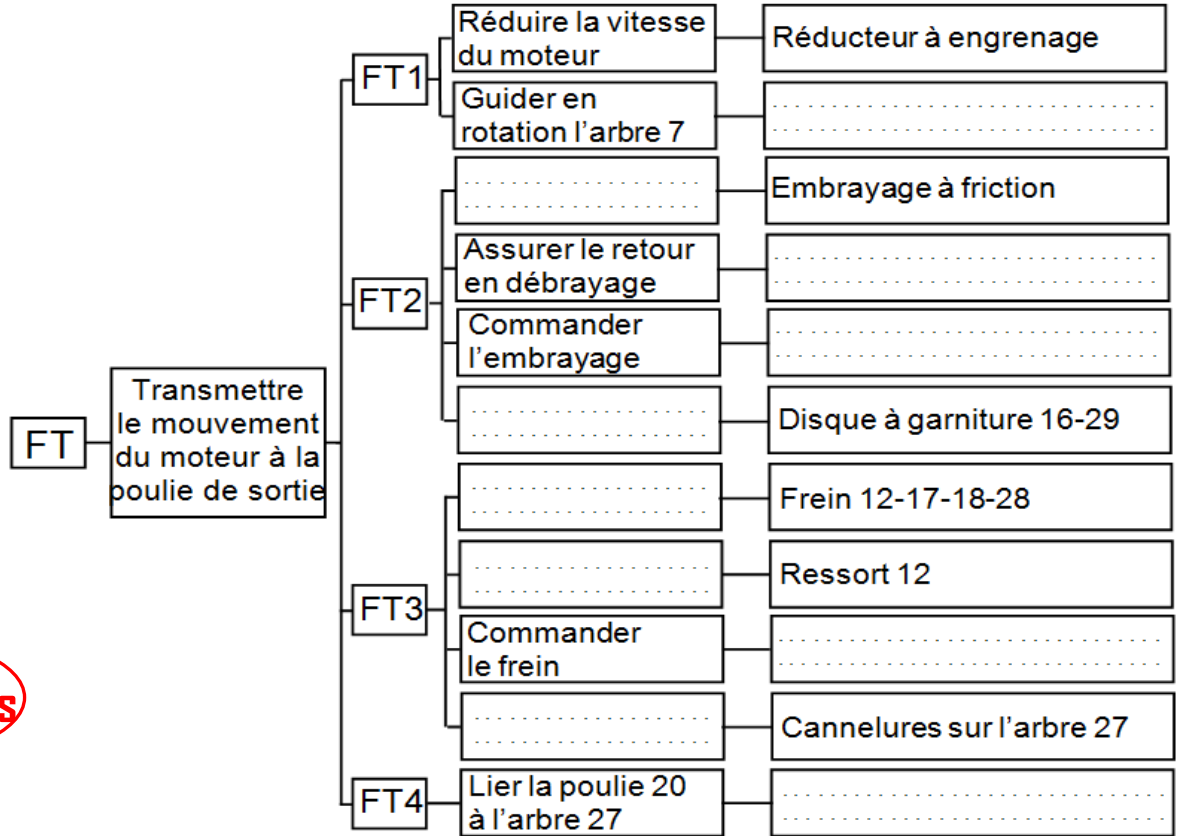 Réduire la vitesse
du moteur
Réducteur à engrenage
FT1
Guider en
rotation l'arbre 7
Embrayage à friction
Assurer le retour
en débrayage
FT2
Commander
l'embrayage
Disque à garniture 16-29
FT
Transmettre
le mouvement
du moteur à la
poulie de sortie
Frein 12-17-18-28
Ressort 12
FT3
Commander
le frein
Cannelures sur l'arbre 27
FT4
Lier la poulie 20
à l'arbre 27